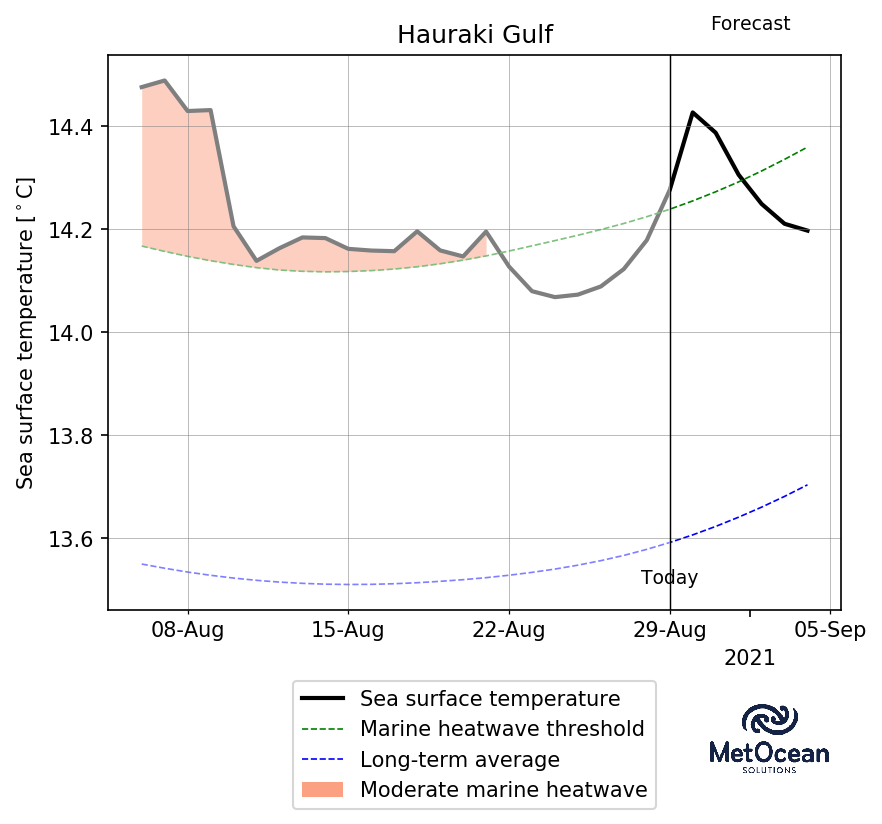 Forecast
Hauraki Gulf
Sea surface temperature [°C]
14.4
14.2
14.0
13.8
13.6
Today
08-Aug 15-Aug 22-Aug 29-Aug 05-Sep
2021
Sea surface temperature
Marine heatwave threshold
Long-term average
Moderate marine heatwave
MetOcean
SOLUTIONS